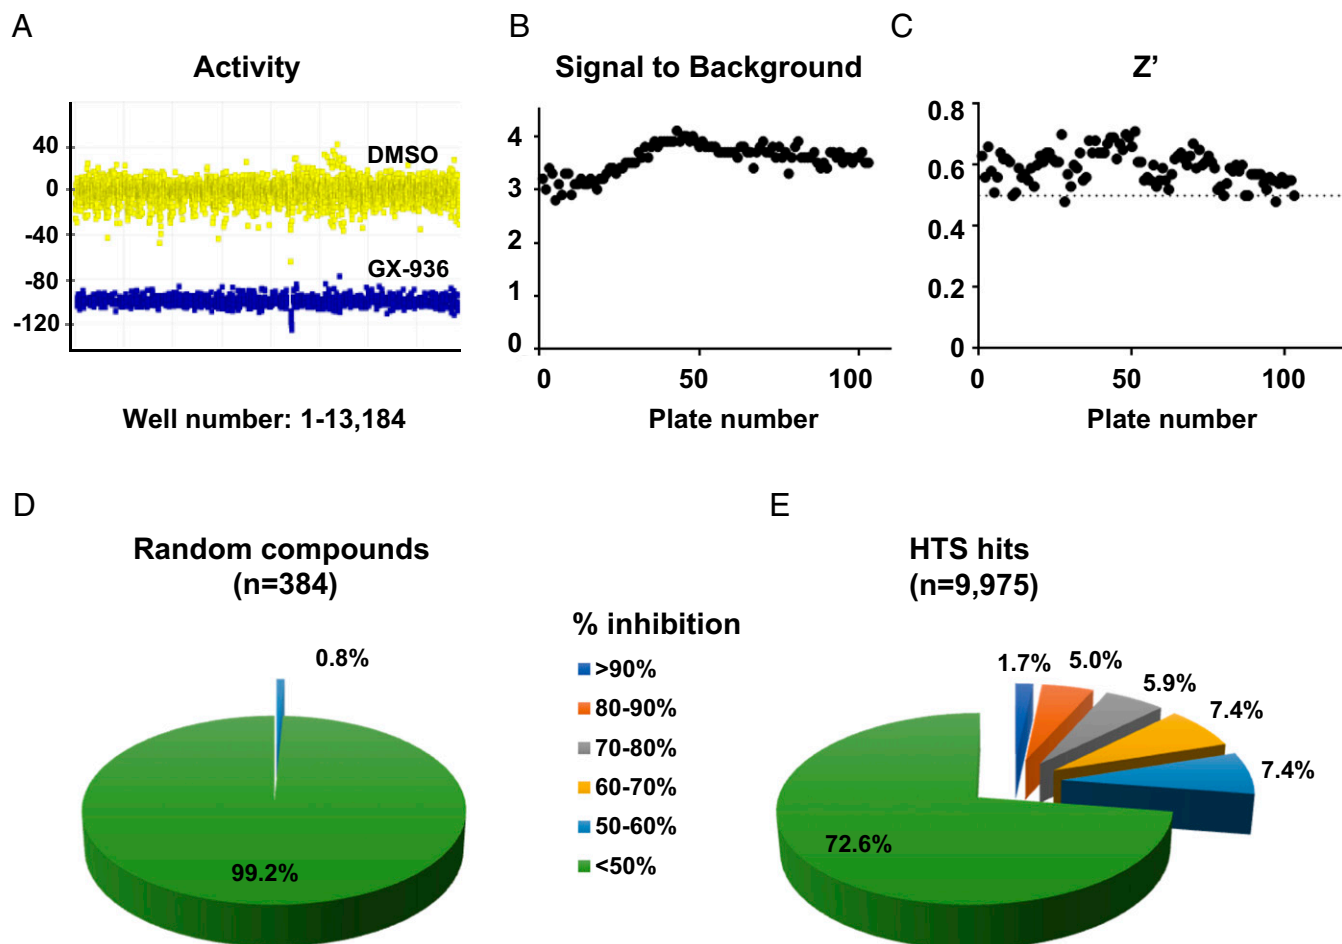 A
Activity
40
0
-40
-80
-120
DMSO
GX-936
Well number: 1-13,184
B
Signal to Background
4
3
2
1
0
0 50 100
Plate number
C
Z’
0.8
0.6
0.4
0.2
0
0 50 100
Plate number
D
Random compounds
(n=384)
0.8%
99.2%
% inhibition
>90%
80-90%
70-80%
60-70%
50-60%
<50%
E
HTS hits
(n=9,975)
1.7%
5.0%
5.9%
7.4%
7.4%
72.6%